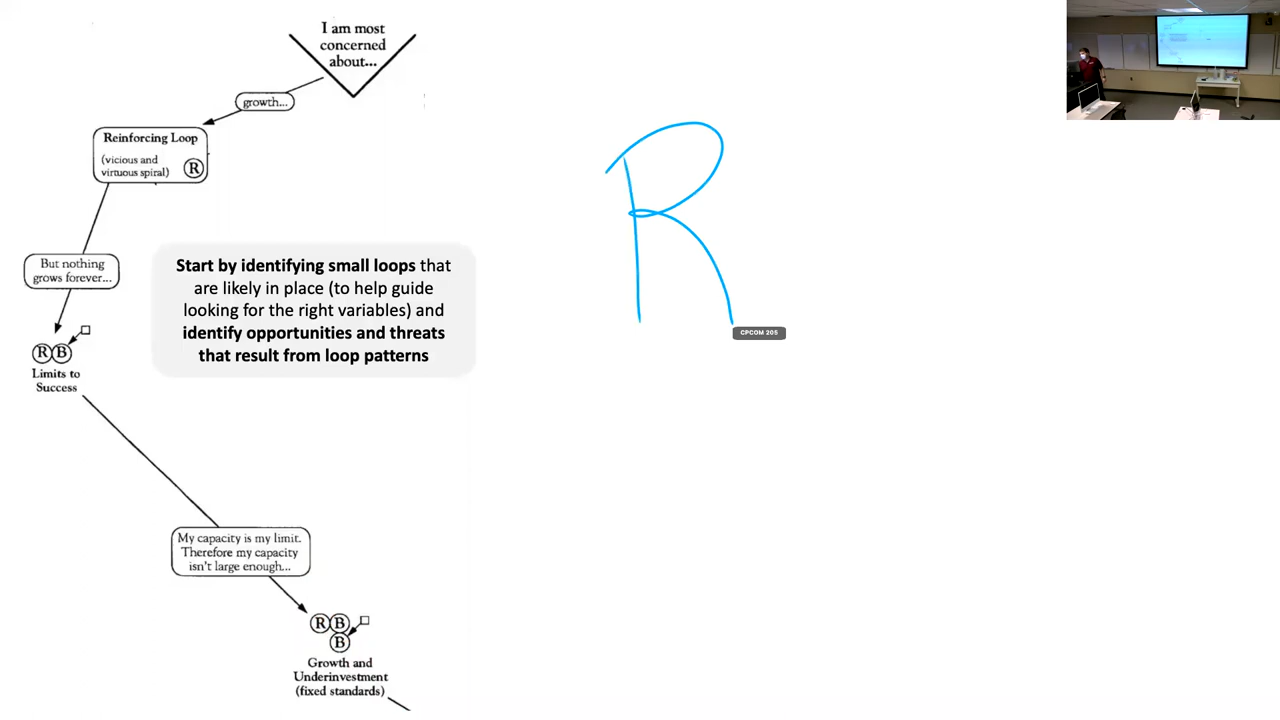 I am most
concerned
about...
growth...
Reinforcing Loop
(vicious and
virtuous spiral)
R
But nothing
grows forever...
R B
Limits to
Success
Start by identifying small loops that
are likely in place (to help guide
looking for the right variables) and
identify opportunities and threats
that result from loop patterns
My capacity is my limit.
Therefore my capacity
isn't large enough...
R B
B
Growth and
Underinvestment
(fixed standards)
R
CPCOM 205